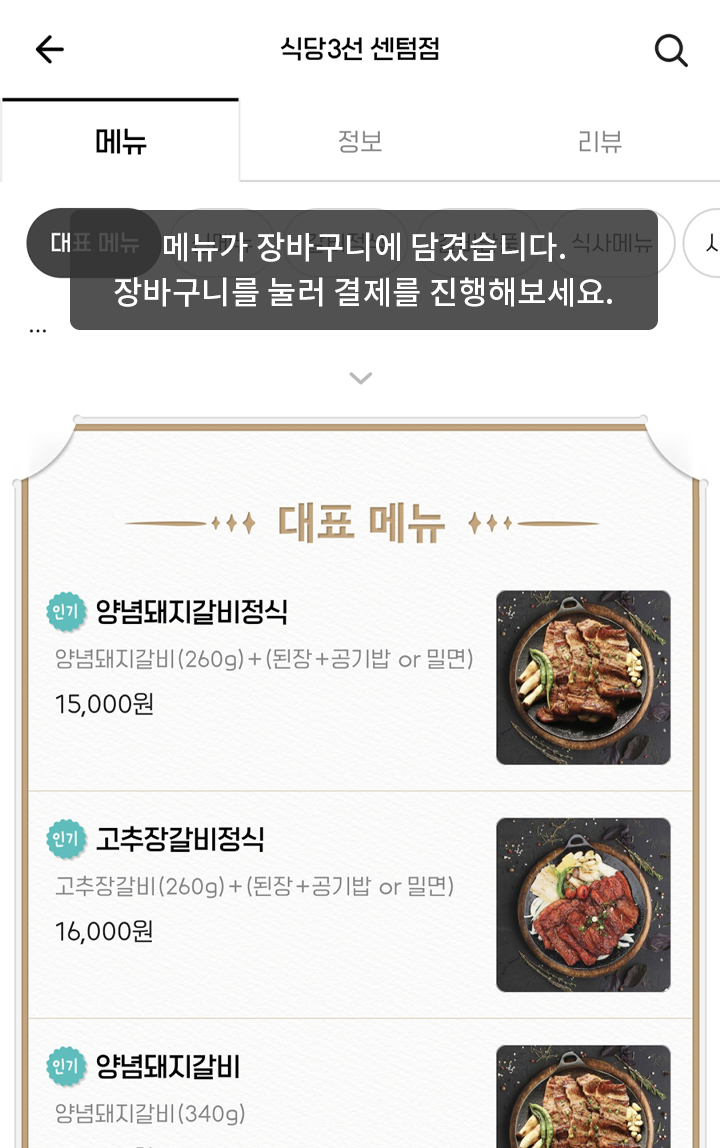 식당3선 센텀점
메뉴 정보 리뷰
대표 메뉴 식사메뉴
메뉴가 장바구니에 담겼습니다.
장바구니를 눌러 결제를 진행해보세요.
...
대표 메뉴
인기 양념돼지갈비정식
양념돼지갈비(260g)+(된장+공기밥 or 밀면)
15,000원
인기 고추장갈비정식
고추장갈비(260g)+(된장+공기밥 or 밀면)
16,000원
인기 양념돼지갈비
양념돼지갈비(340g)